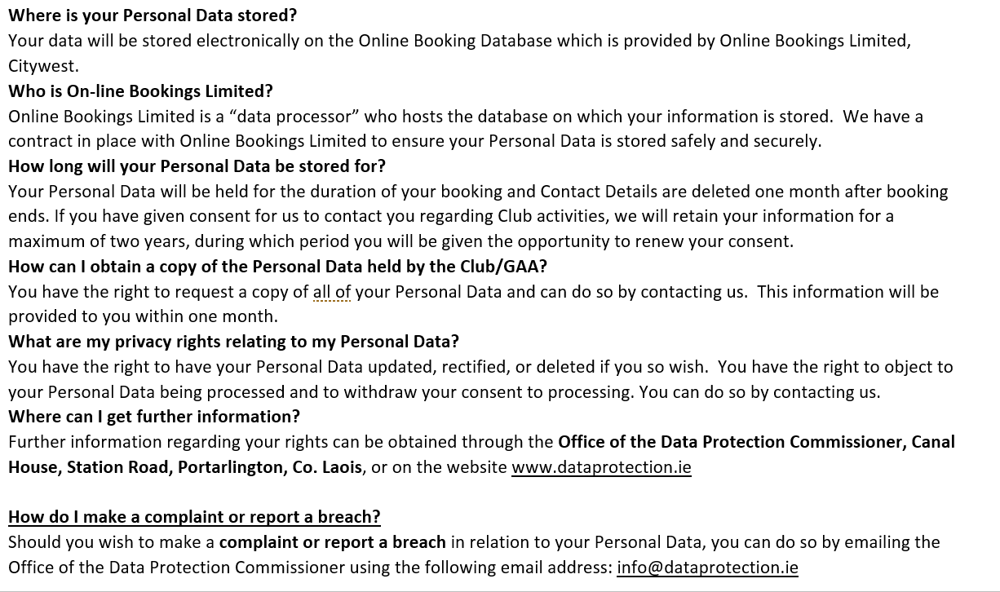 Where is your Personal Data stored?
Your data will be stored electronically on the Online Booking Database which is provided by Online Bookings Limited,
Citywest.
Who is On-line Bookings Limited?
Online Bookings Limited is a “data processor” who hosts the database on which your information is stored.  We have a
contract in place with Online Bookings Limited to ensure your Personal Data is stored safely and securely.
How long will your Personal Data be stored for?
Your Personal Data will be held for the duration of your booking and Contact Details are deleted one month after booking
ends. If you have given consent for us to contact you regarding Club activities, we will retain your information for a
maximum of two years, during which period you will be given the opportunity to renew your consent.
How can I obtain a copy of the Personal Data held by the Club/GAA?
You have the right to request a copy of all of your Personal Data and can do so by contacting us.  This information will be
provided to you within one month.
What are my privacy rights relating to my Personal Data?
You have the right to have your Personal Data updated, rectified, or deleted if you so wish.  You have the right to object to
your Personal Data being processed and to withdraw your consent to processing. You can do so by contacting us.
Where can I get further information?
Further information regarding your rights can be obtained through the Office of the Data Protection Commissioner, Canal
House, Station Road, Portarlington, Co. Laois, or on the website www.dataprotection.ie
How do I make a complaint or report a breach?
Should you wish to make a complaint or report a breach in relation to your Personal Data, you can do so by emailing the
Office of the Data Protection Commissioner using the following email address: info@dataprotection.ie